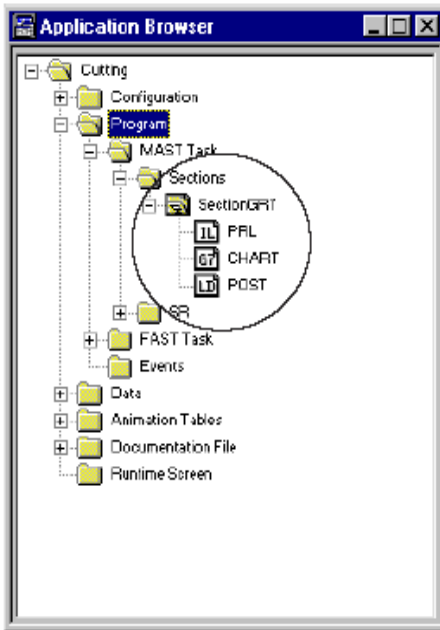 Application Browser
Cutting
Configuration
Program
MAST Task
Sections
SectionGRT
IL PRL
G7 CHART
LD POST
SR
FAST Task
Events
Data
Animation Tables
Documentation File
Runtime Screen